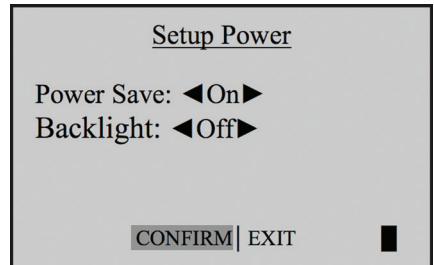 Setup Power
Power Save: ◀On▶
Backlight: ◀Off▶
CONFIRM| EXIT